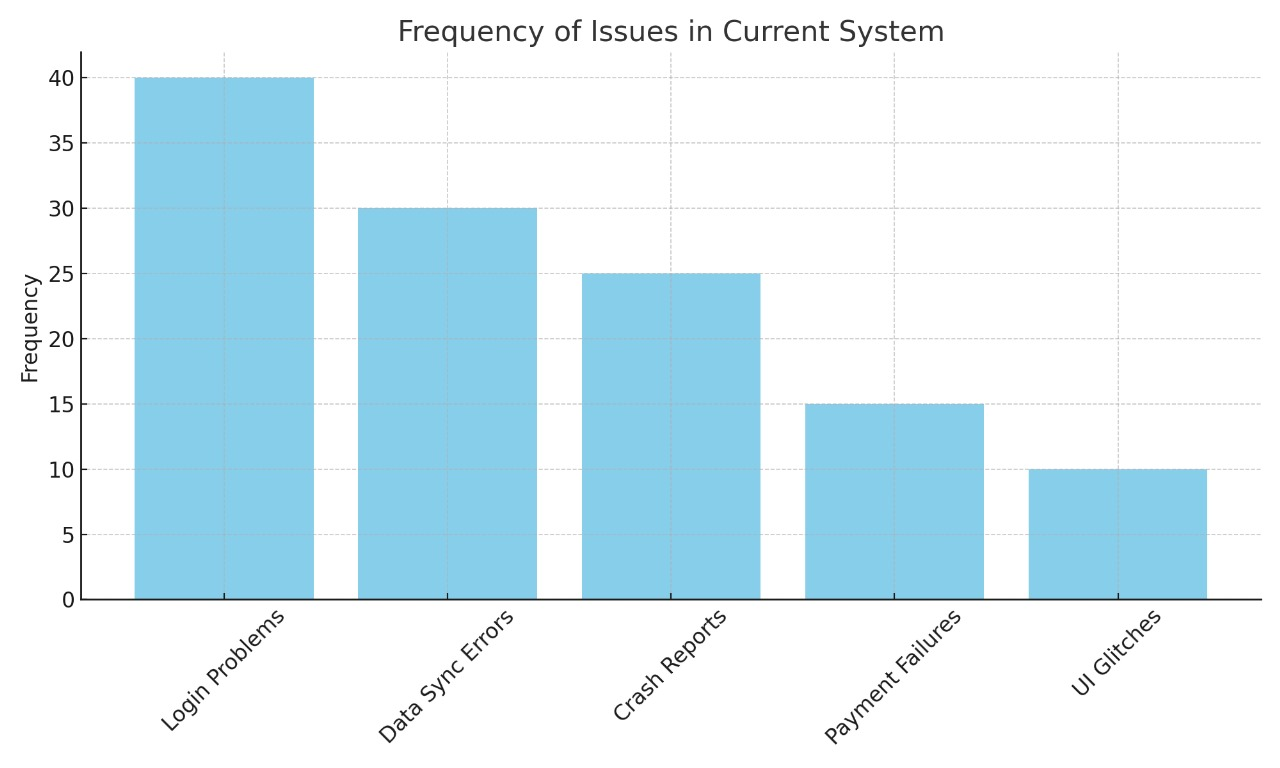 Frequency of Issues in Current System
Frequency
40
35
30
25
20
15
10
5
0
Login Problems
Data Sync Errors
Crash Reports
Payment Failures
UI Glitches